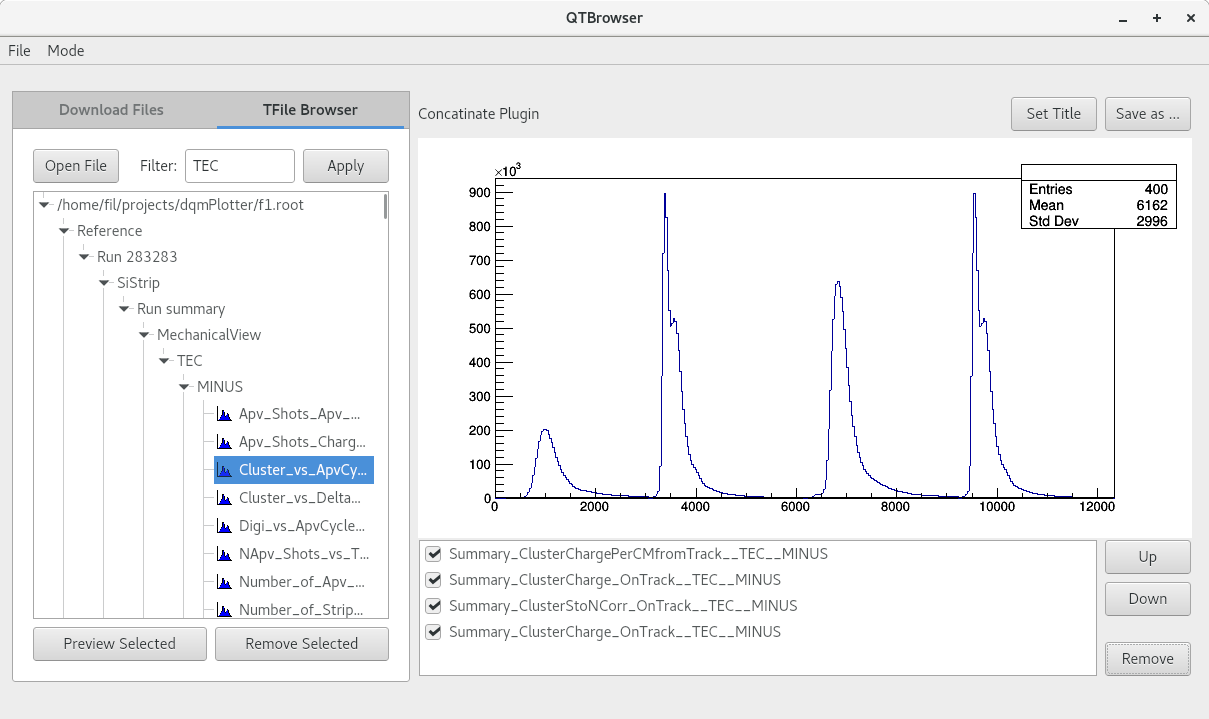 QTBrowser
File Mode
Download Files TFile Browser
Open File Filter: TEC Apply
/home/fil/projects/dqmPlotter/f1.root
Reference
Run 283283
SiStrip
Run summary
MechanicalView
TEC
MINUS
Apv_Shots_Apv_...
Apv_Shots_Charg...
Cluster_vs_ApvCy...
Cluster_vs_Delta...
Digi_vs_ApvCycle...
NApv_Shots_vs_T...
Number_of_Apv_...
Number_of_Strip...
Preview Selected Remove Selected
Concatinate Plugin Set Title Save as ...
×10³
900
800
700
600
500
400
300
200
100
0
0 2000 4000 6000 8000 10000 12000
Entries 400
Mean 6162
Std Dev 2996
Summary_ClusterChargePerCMfromTrack__TEC__MINUS
Summary_ClusterCharge_OnTrack__TEC__MINUS
Summary_ClusterStoNCorr_OnTrack__TEC__MINUS
Summary_ClusterCharge_OnTrack__TEC__MINUS
Up
Down
Remove